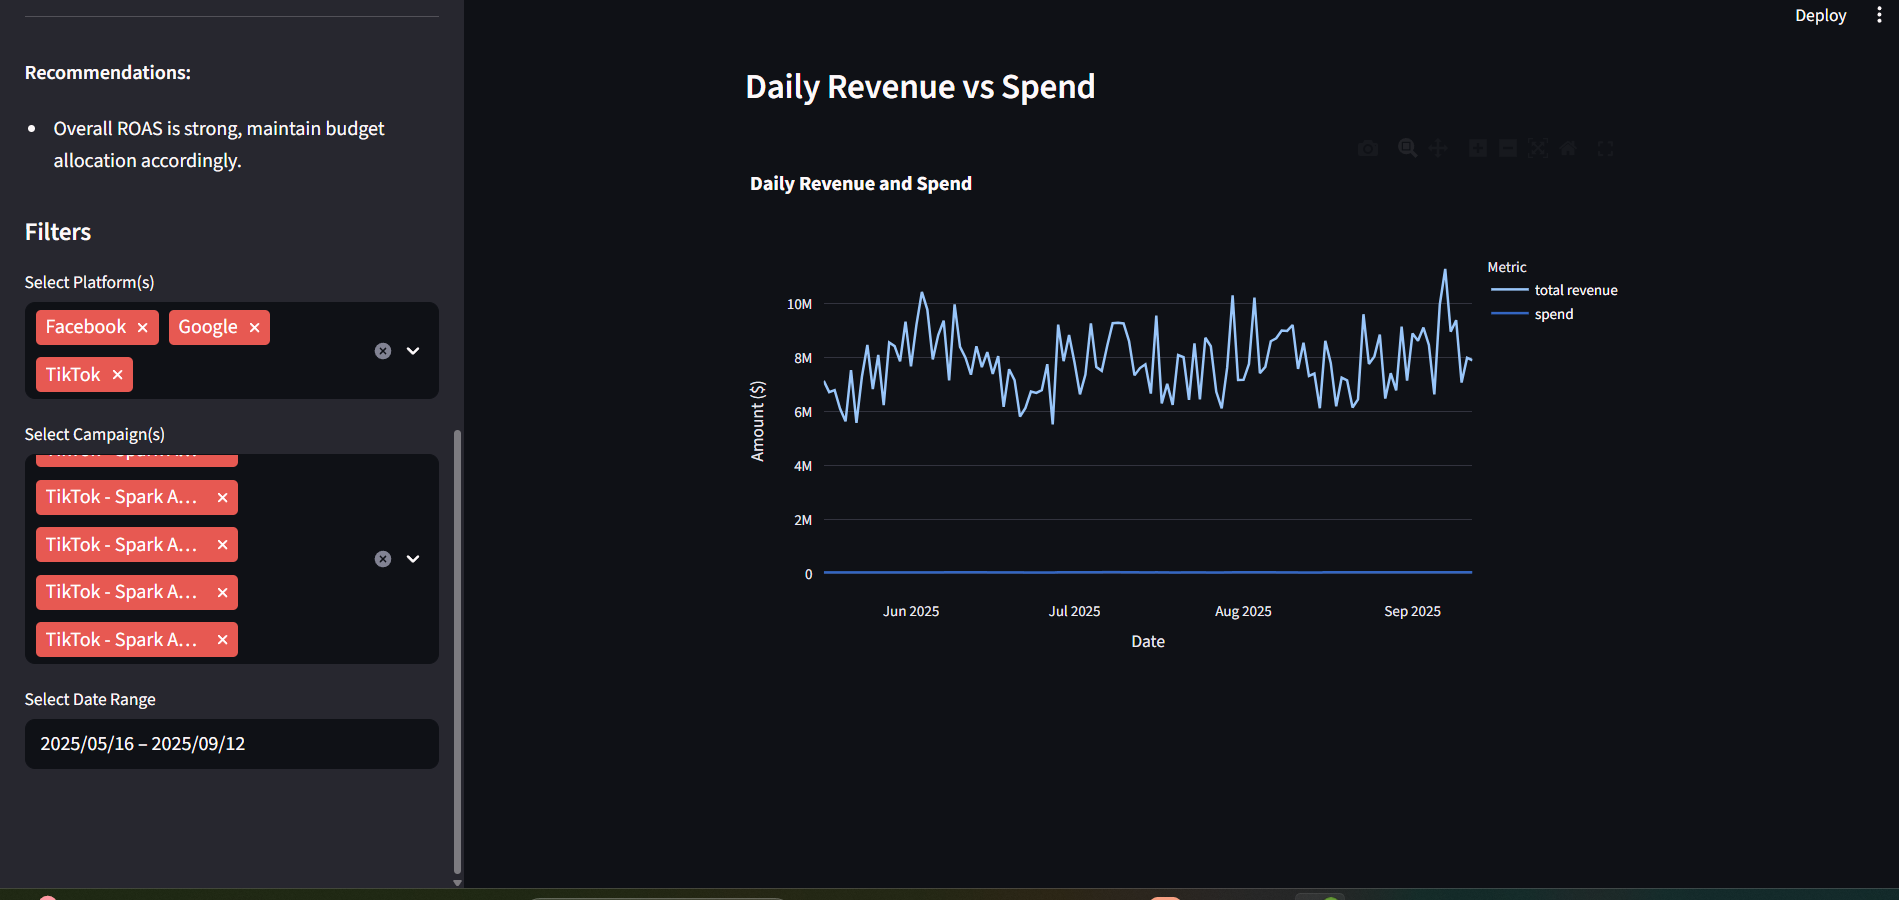 Deploy
Recommendations:
Overall ROAS is strong, maintain budget
allocation accordingly.
Filters
Select Platform(s)
Facebook
Google
TikTok
Select Campaign(s)
TikTok - Spark A...
TikTok - Spark A...
TikTok - Spark A...
TikTok - Spark A...
TikTok - Spark A...
Select Date Range
2025/05/16 – 2025/09/12
Daily Revenue vs Spend
Daily Revenue and Spend
Metric
total revenue
spend
Amount ($)
10M
8M
6M
4M
2M
0
Jun 2025
Jul 2025
Aug 2025
Sep 2025
Date